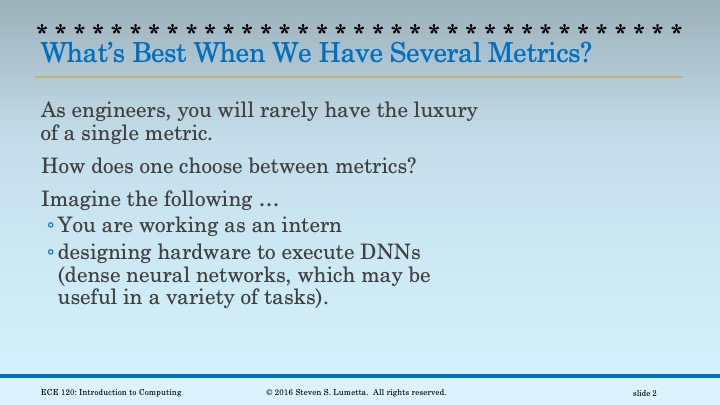 * * * * * * * * * * * * * * * * * * * * * * * * * * * * * * * * * * *
What's Best When We Have Several Metrics?
As engineers, you will rarely have the luxury
of a single metric.
How does one choose between metrics?
Imagine the following …
◦You are working as an intern
◦designing hardware to execute DNNs
(dense neural networks, which may be
useful in a variety of tasks).
ECE 120: Introduction to Computing © 2016 Steven S. Lumetta. All rights reserved. slide 2